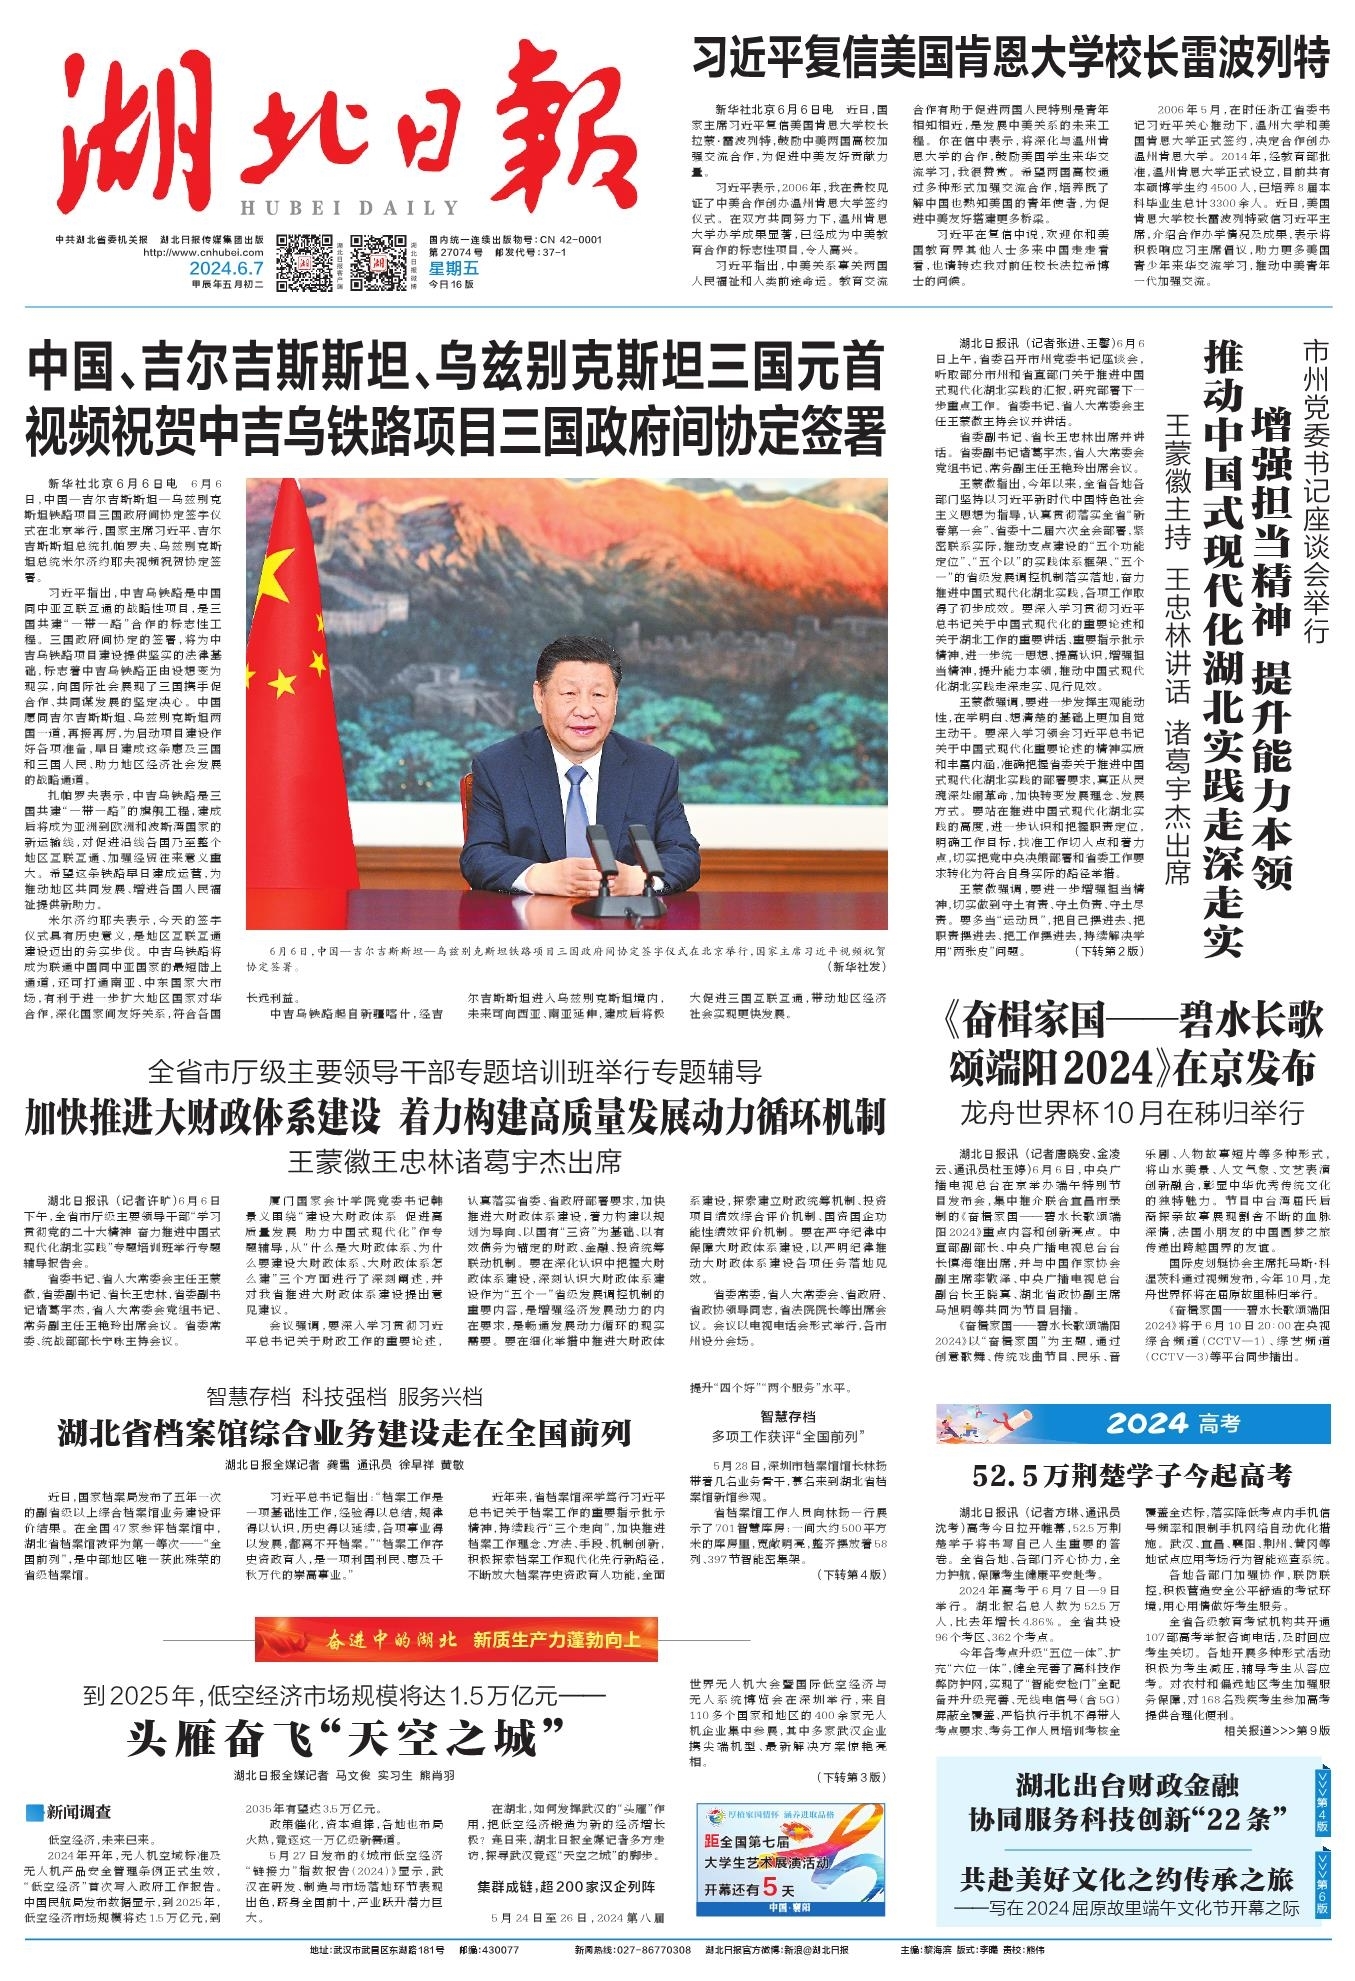 湖北日報
HUBEI DAILY
中共湖北省委机关报 湖北日报传媒集团出版
http://www.cnhubei.com
2024.6.7
甲辰年五月初二
湖北日报客户端
湖北日报微博
国内统一连续出版物号:CN 42-0001
第27074号 邮发代号:37-1
星期五
今日16版
习近平复信美国肯恩大学校长雷波列特
新华社北京6月6日电 近日,国
家主席习近平复信美国肯恩大学校长
拉蒙·雷波列特,鼓励中美两国高校加
强交流合作,为促进中美友好贡献力
量。
习近平表示,2006年,我在贵校见
证了中美合作创办温州肯恩大学签约
仪式。在双方共同努力下,温州肯恩
大学办学成果显著,已经成为中美教
育合作的标志性项目,令人高兴。
习近平指出,中美关系事关两国
人民福祉和人类前途命运。教育交流
合作有助于促进两国人民特别是青年
相知相近,是发展中美关系的未来工
程。你在信中表示,将深化与温州肯
恩大学的合作,鼓励美国学生来华交
流学习,我很赞赏。希望两国高校通
过多种形式加强交流合作,培养既了
解中国也熟知美国的青年使者,为促
进中美友好搭建更多桥梁。
习近平在复信中说,欢迎你和美
国教育界其他人士多来中国走走看
看,也请转达我对前任校长法拉希博
士的问候。
2006年5月,在时任浙江省委书
记习近平关心推动下,温州大学和美
国肯恩大学正式签约,决定合作创办
温州肯恩大学。2014年,经教育部批
准,温州肯恩大学正式设立,目前共有
本硕博学生约4500人,已培养8届本
科毕业生总计3300余人。近日,美国
肯恩大学校长雷波列特致信习近平主
席,介绍合作办学情况及成果,表示将
积极响应习主席倡议,助力更多美国
青少年来华交流学习,推动中美青年
一代加强交流。
中国、吉尔吉斯斯坦、乌兹别克斯坦三国元首
视频祝贺中吉乌铁路项目三国政府间协定签署
新华社北京6月6日电 6月6
日,中国—吉尔吉斯斯坦—乌兹别克
斯坦铁路项目三国政府间协定签字仪
式在北京举行,国家主席习近平、吉尔
吉斯斯坦总统扎帕罗夫、乌兹别克斯
坦总统米尔济约耶夫视频祝贺协定签
署。
习近平指出,中吉乌铁路是中国
同中亚互联互通的战略性项目,是三
国共建“一带一路”合作的标志性工
程。三国政府间协定的签署,将为中
吉乌铁路项目建设提供坚实的法律基
础,标志着中吉乌铁路正由设想变为
现实,向国际社会展现了三国携手促
合作、共同谋发展的坚定决心。中国
愿同吉尔吉斯斯坦、乌兹别克斯坦两
国一道,再接再厉,为启动项目建设作
好各项准备,早日建成这条惠及三国
和三国人民、助力地区经济社会发展
的战略通道。
扎帕罗夫表示,中吉乌铁路是三
国共建“一带一路”的旗舰工程,建成
后将成为亚洲到欧洲和波斯湾国家的
新运输线,对促进沿线各国乃至整个
地区互联互通、加强经贸往来意义重
大。希望这条铁路早日建成运营,为
推动地区共同发展、增进各国人民福
祉提供新助力。
米尔济约耶夫表示,今天的签字
仪式具有历史意义,是地区互联互通
建设迈出的务实步伐。中吉乌铁路将
成为联通中国同中亚国家的最短陆上
通道,还可打通南亚、中东国家大市
场,有利于进一步扩大地区国家对华
合作,深化国家间友好关系,符合各国
6月6日,中国—吉尔吉斯斯坦—乌兹别克斯坦铁路项目三国政府间协定签字仪式在北京举行,国家主席习近平视频祝贺
协定签署。 (新华社发)
长远利益。
中吉乌铁路起自新疆喀什,经吉
尔吉斯斯坦进入乌兹别克斯坦境内,
未来可向西亚、南亚延伸,建成后将极
大促进三国互联互通,带动地区经济
社会实现更快发展。
市州党委书记座谈会举行
增强担当精神 提升能力本领
推动中国式现代化湖北实践走深走实
王蒙徽主持 王忠林讲话 诸葛宇杰出席
湖北日报讯(记者张进、王馨)6月6
日上午,省委召开市州党委书记座谈会,
听取部分市州和省直部门关于推进中国
式现代化湖北实践的汇报,研究部署下一
步重点工作。省委书记、省人大常委会主
任王蒙徽主持会议并讲话。
省委副书记、省长王忠林出席并讲
话。省委副书记诸葛宇杰,省人大常委会
党组书记、常务副主任王艳玲出席会议。
王蒙徽指出,今年以来,全省各地各
部门坚持以习近平新时代中国特色社会
主义思想为指导,认真贯彻落实全省“新
春第一会”、省委十二届六次全会部署,紧
密联系实际,推动支点建设的“五个功能
定位”、“五个以”的实践体系框架、“五个
一”的省级发展调控机制落实落地,奋力
推进中国式现代化湖北实践,各项工作取
得了初步成效。要深入学习贯彻习近平
总书记关于中国式现代化的重要论述和
关于湖北工作的重要讲话、重要指示批示
精神,进一步统一思想、提高认识,增强担
当精神,提升能力本领,推动中国式现代
化湖北实践走深走实、见行见效。
王蒙徽强调,要进一步发挥主观能动
性,在学明白、想清楚的基础上更加自觉
主动干。要深入学习领会习近平总书记
关于中国式现代化重要论述的精神实质
和丰富内涵,准确把握省委关于推进中国
式现代化湖北实践的部署要求,真正从灵
魂深处闹革命,加快转变发展理念、发展
方式。要站在推进中国式现代化湖北实
践的高度,进一步认识和把握职责定位,
明确工作目标,找准工作切入点和着力
点,切实把党中央决策部署和省委工作要
求转化为符合自身实际的路径举措。
王蒙徽强调,要进一步增强担当精
神,切实做到守土有责、守土负责、守土尽
责。要多当“运动员”,把自己摆进去、把
职责摆进去、把工作摆进去,持续解决学
用“两张皮”问题。 (下转第2版)
全省市厅级主要领导干部专题培训班举行专题辅导
加快推进大财政体系建设 着力构建高质量发展动力循环机制
王蒙徽王忠林诸葛宇杰出席
湖北日报讯(记者许旷)6月6日
下午,全省市厅级主要领导干部“学习
贯彻党的二十大精神 奋力推进中国式
现代化湖北实践”专题培训班举行专题
辅导报告会。
省委书记、省人大常委会主任王蒙
徽,省委副书记、省长王忠林,省委副书
记诸葛宇杰,省人大常委会党组书记、
常务副主任王艳玲出席会议。省委常
委、统战部部长宁咏主持会议。
厦门国家会计学院党委书记韩
景义围绕“建设大财政体系 促进高
质量发展 助力中国式现代化”作专
题辅导,从“什么是大财政体系、为什
么要建设大财政体系、大财政体系怎
么建”三个方面进行了深刻阐述,并
对我省推进大财政体系建设提出意
见建议。
会议强调,要深入学习贯彻习近
平总书记关于财政工作的重要论述,
认真落实省委、省政府部署要求,加快
推进大财政体系建设,着力构建以规
划为导向、以国有“三资”为基础、以有
效债务为锚定的财政、金融、投资统筹
联动机制。要在深化认识中把握大财
政体系建设,深刻认识大财政体系建
设作为“五个一”省级发展调控机制的
重要内容,是增强经济发展动力的内
在要求,是畅通发展动力循环的现实
需要。要在细化举措中推进大财政体
系建设,探索建立财政统筹机制、投资
项目绩效综合评价机制、国资国企功
能性绩效评价机制。要在严守纪律中
保障大财政体系建设,以严明纪律推
动大财政体系建设各项任务落地见
效。
省委常委,省人大常委会、省政府、
省政协领导同志,省法院院长等出席会
议。会议以电视电话会形式举行,各市
州设分会场。
《奋楫家国——碧水长歌
颂端阳2024》在京发布
龙舟世界杯10月在秭归举行
湖北日报讯(记者唐晓安、金凌
云、通讯员杜玉婷)6月6日,中央广
播电视总台在京举办端午特别节
目发布会,集中推介联合宜昌市录
制的《奋楫家国——碧水长歌颂端
阳2024》重点内容和创新亮点。中
宣部副部长、中央广播电视总台台
长慎海雄出席,并与中国作家协会
副主席李敬泽、中央广播电视总台
副台长王晓真、湖北省政协副主席
马旭明等共同为节目启播。
《奋楫家国——碧水长歌颂端阳
2024》以“奋楫家国”为主题,通过
创意歌舞、传统戏曲节目、民乐、音
乐剧、人物故事短片等多种形式,
将山水美景、人文气象、文艺表演
创新融合,彰显中华优秀传统文化
的独特魅力。节目中台湾屈氏后
裔探亲故事展现割舍不断的血脉
深情,法国小朋友的中国圆梦之旅
传递出跨越国界的友谊。
国际皮划艇协会主席托马斯·科
涅茨科通过视频发布,今年10月,龙
舟世界杯将在屈原故里秭归举行。
《奋楫家国——碧水长歌颂端阳
2024》将于6月10日20:00在央视
综合频道(CCTV—1)、综艺频道
(CCTV—3)等平台同步播出。
智慧存档 科技强档 服务兴档
湖北省档案馆综合业务建设走在全国前列
湖北日报全媒记者 龚雪 通讯员 徐早祥 黄敏
近日,国家档案局发布了五年一次
的副省级以上综合档案馆业务建设评
价结果。在全国47家参评档案馆中,
湖北省档案馆被评为第一等次——“全
国前列”,是中部地区唯一获此殊荣的
省级档案馆。
习近平总书记指出:“档案工作是
一项基础性工作,经验得以总结,规律
得以认识,历史得以延续,各项事业得
以发展,都离不开档案。”“档案工作存
史资政育人,是一项利国利民、惠及千
秋万代的崇高事业。”
近年来,省档案馆深学笃行习近平
总书记关于档案工作的重要指示批示
精神,持续践行“三个走向”,加快推进
档案工作理念、方法、手段、机制创新,
积极探索档案工作现代化先行新路径,
不断放大档案存史资政育人功能,全面
提升“四个好”“两个服务”水平。
智慧存档
多项工作获评“全国前列”
5月28日,深圳市档案馆馆长林扬
带着几名业务骨干,慕名来到湖北省档
案馆新馆参观。
省档案馆工作人员向林扬一行展
示了701智慧库房:一间大约500平方
米的库房里,宽敞明亮,整齐摆放着58
列、397节智能密集架。
(下转第4版)
2024 高考
52.5万荆楚学子今起高考
湖北日报讯(记者方琳、通讯员
沈考)高考今日拉开帷幕,52.5万荆
楚学子将书写自己人生重要的答
卷。全省各地、各部门齐心协力,全
力护航,保障考生健康平安赴考。
2024年高考于6月7日—9日
举行。湖北报名总人数为52.5万
人,比去年增长4.86%。全省共设
96个考区、362个考点。
今年各考点升级“五位一体”、扩
充“六位一体”,健全完善了高科技作
弊防护网,实现了“智能安检门”全配
备并升级完善、无线电信号(含5G)
屏蔽全覆盖、严格执行手机不得带入
考点要求、考务工作人员培训考核全
覆盖全达标,落实降低考点内手机信
号频率和限制手机网络自动优化措
施。武汉、宜昌、襄阳、荆州、黄冈等
地试点应用考场行为智能巡查系统。
各地各部门加强协作,联防联
控,积极营造安全公平舒适的考试环
境,用心用情做好考生服务。
全省各级教育考试机构共开通
107部高考举报咨询电话,及时回应
考生关切。各地开展多种形式活动
积极为考生减压,辅导考生从容应
考。对农村和偏远地区考生加强服
务保障,对168名残疾考生参加高考
提供合理化便利。
相关报道>>>第9版
奋进中的湖北 新质生产力蓬勃向上
到2025年,低空经济市场规模将达1.5万亿元——
头雁奋飞“天空之城”
湖北日报全媒记者 马文俊 实习生 熊肖羽
新闻调查
低空经济,未来已来。
2024年开年,无人机空域标准及
无人机产品安全管理条例正式生效,
“低空经济”首次写入政府工作报告。
中国民航局发布数据显示,到2025年,
低空经济市场规模将达1.5万亿元,到
2035年有望达3.5万亿元。
政策催化,资本追捧,各地也布局
火热,竞逐这一万亿级新赛道。
5月27日发布的《城市低空经济
“链接力”指数报告(2024)》显示,武
汉在研发、制造与市场落地环节表现
出色,跻身全国前十,产业跃升潜力巨
大。
在湖北,如何发挥武汉的“头雁”作
用,把低空经济锻造为新的经济增长
极?连日来,湖北日报全媒记者多方走
访,探寻武汉竞逐“天空之城”的脚步。
集群成链,超200家汉企列阵
5月24日至26日,2024第八届
世界无人机大会暨国际低空经济与
无人系统博览会在深圳举行,来自
110多个国家和地区的400余家无人
机企业集中参展,其中多家武汉企业
携尖端机型、最新解决方案惊艳亮
相。
(下转第3版)
厚植家国情怀 涵养进取品格
距全国第七届
大学生艺术展演活动
开幕还有5天
中国·襄阳
湖北出台财政金融
协同服务科技创新“22条”
>>>第4版
共赴美好文化之约传承之旅
——写在2024屈原故里端午文化节开幕之际
>>>第6版
地址:武汉市武昌区东湖路181号 邮编:430077 新闻热线:027-86770308 湖北日报官方微博:新浪@湖北日报 主编:黎海滨 版式:李曦 责校:熊伟